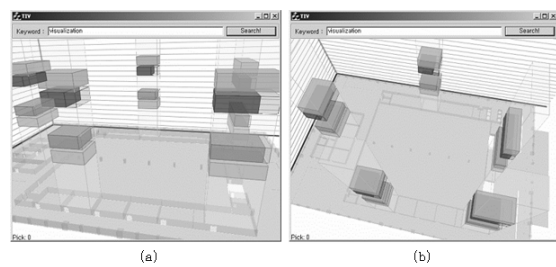 TIV
Keyword : visualization Search!
Pick: 0
(a)
TIV
Keyword : visualization Search!
Pick: 0
(b)